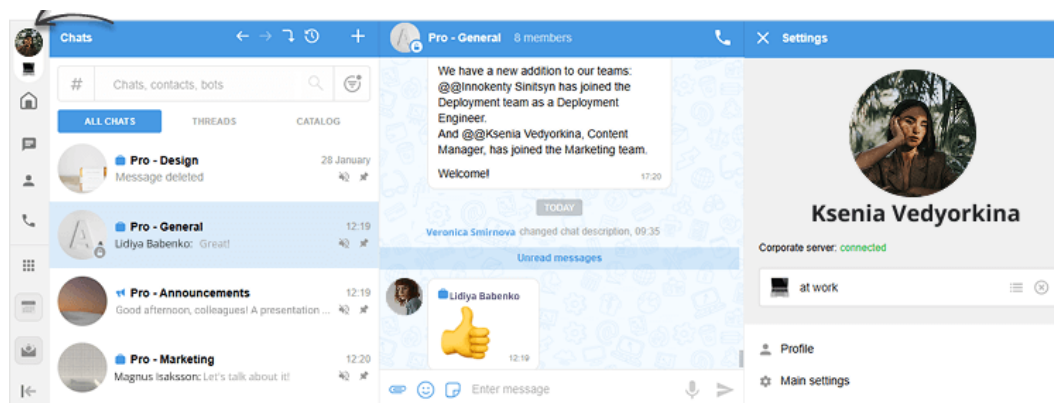 Chats
Chats, contacts, bots
ALL CHATS THREADS CATALOG
Pro - Design 28 January
Message deleted
Pro - General 12:19
Lidiya Babenko: Great!
Pro - Announcements 12:19
Good afternoon, colleagues! A presentation ...
Pro - Marketing 12:20
Magnus Isaksson: Let's talk about it!
Pro - General 8 members
We have a new addition to our teams:
@@Innokenty Sinitsyn has joined the
Deployment team as a Deployment
Engineer.
And @@Ksenia Vedyorkina, Content
Manager, has joined the Marketing team.
Welcome!
17:20
TODAY
Veronica Smirnova changed chat description, 09:35
Unread messages
Lidiya Babenko
12:19
Enter message
Settings
Ksenia Vedyorkina
Corporate server: connected
at work
Profile
Main settings